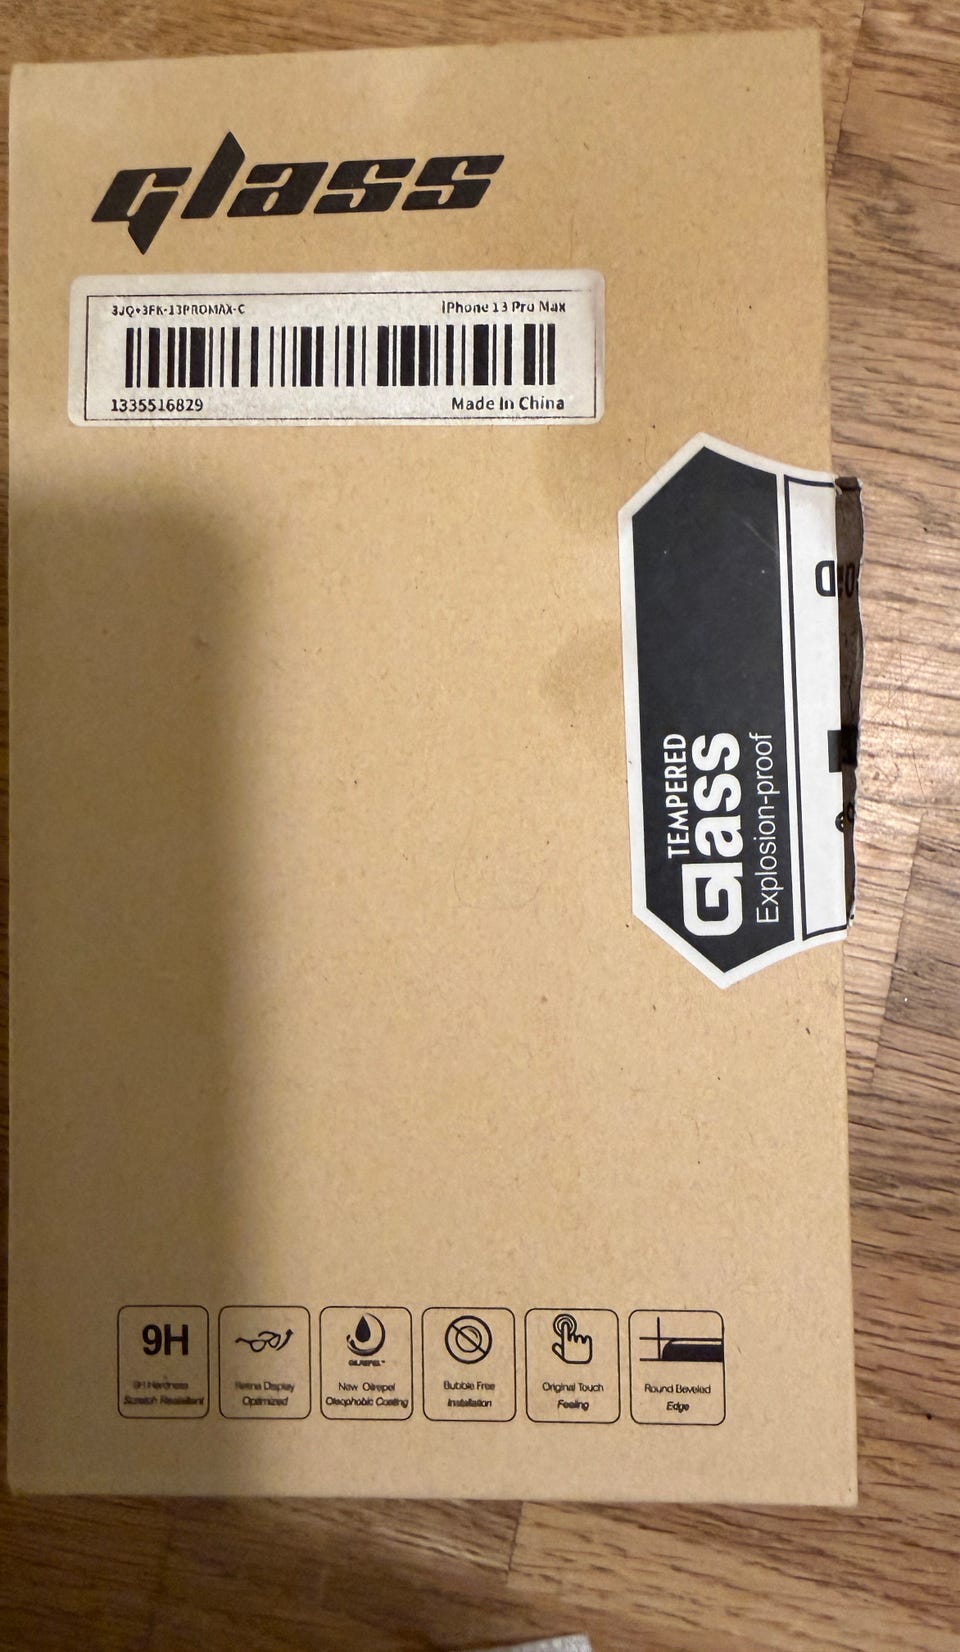 glass
3JQ+3FK-13PROMAX-C
iPhone 13 Pro Max
1335516829
Made In China
TEMPERED
Glass
Explosion-proof
9H
9H Hardness
Scratch Resistant
Retina Display
Optimized
New Oilrepel
Oleophobic Coating
Bubble Free
Installation
Original Touch
Feeling
Round Beveled
Edge